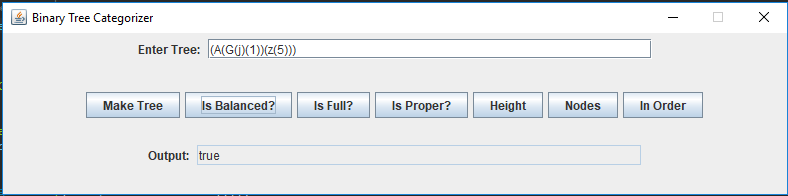 Binary Tree Categorizer
Enter Tree: (A(G(j)(1))(z(5)))
Make Tree Is Balanced? Is Full? Is Proper? Height Nodes In Order
Output: true